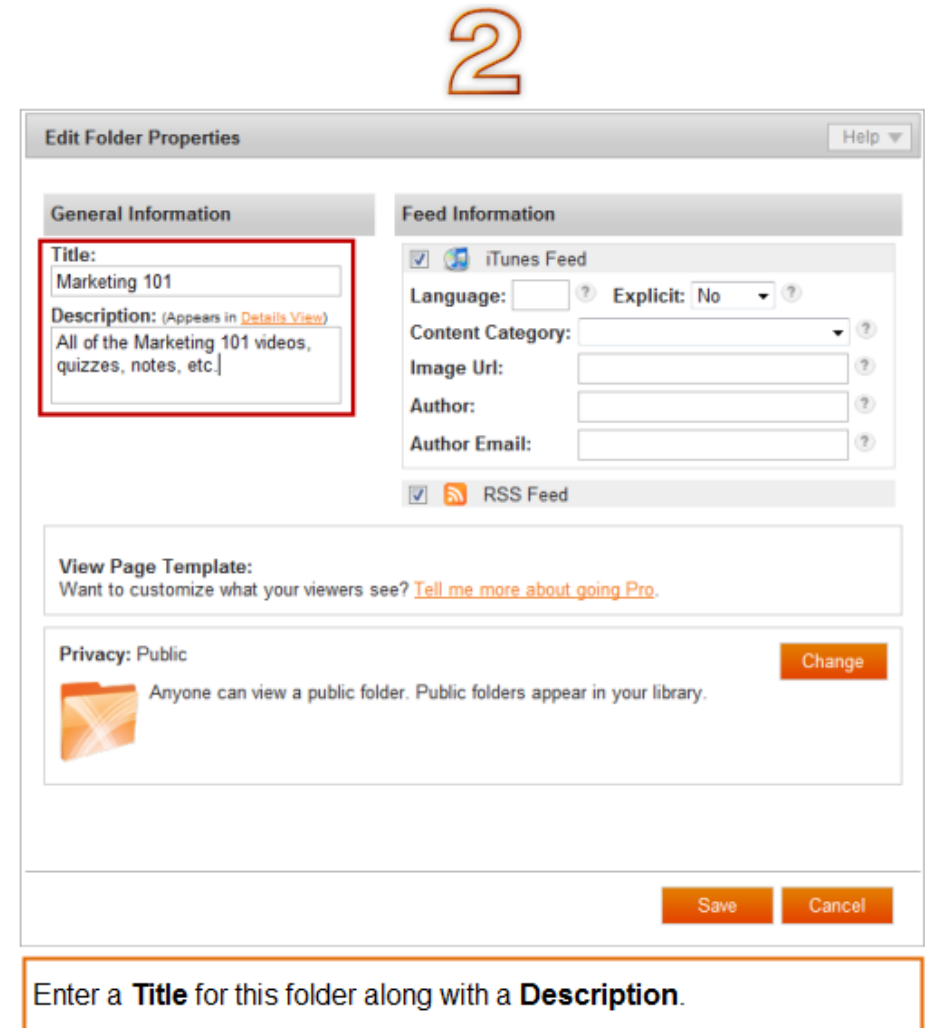 2
Edit Folder Properties
Help
General Information
Feed Information
Title:
Marketing 101
Description: (Appears in Details View)
All of the Marketing 101 videos,
quizzes, notes, etc.
iTunes Feed
Language: ? Explicit: No ?
Content Category: ?
Image Url: ?
Author: ?
Author Email: ?
RSS Feed
View Page Template:
Want to customize what your viewers see? Tell me more about going Pro.
Privacy: Public
Change
Anyone can view a public folder. Public folders appear in your library.
Save
Cancel
Enter a Title for this folder along with a Description.